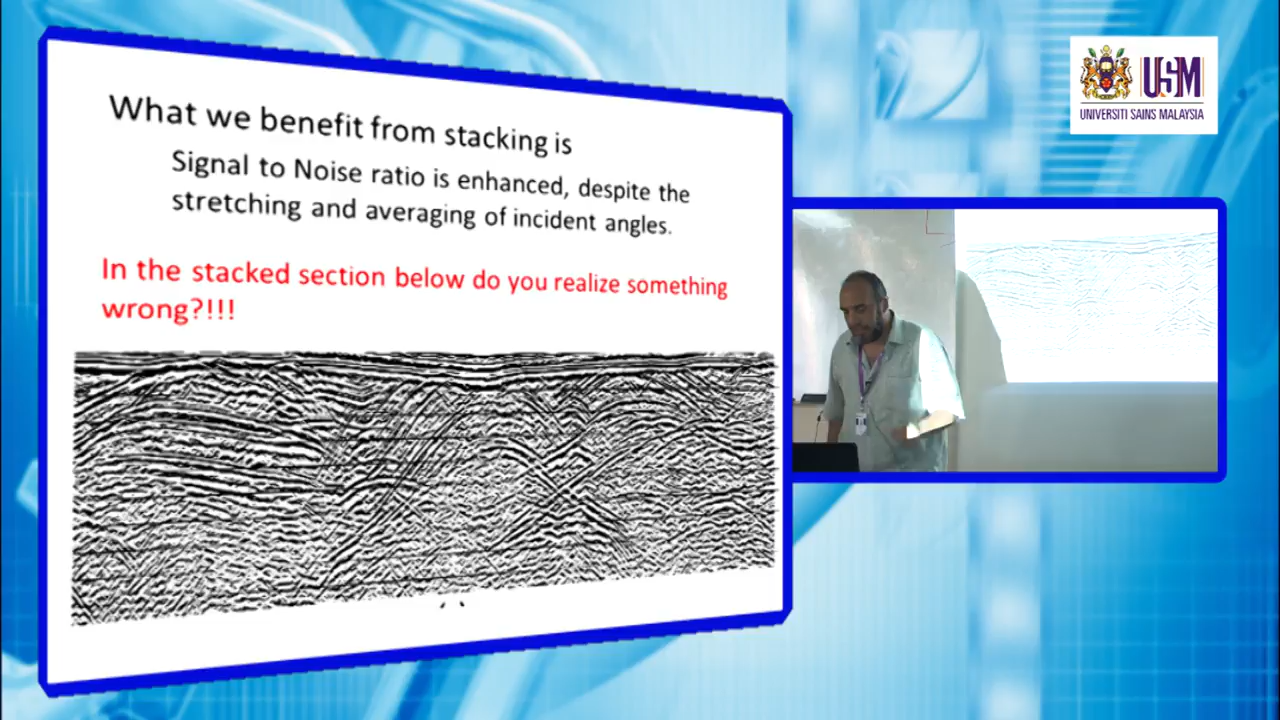 What we benefit from stacking is
Signal to Noise ratio is enhanced, despite the
stretching and averaging of incident angles.
In the stacked section below do you realize something
wrong?!!!
USM
UNIVERSITI SAINS MALAYSIA